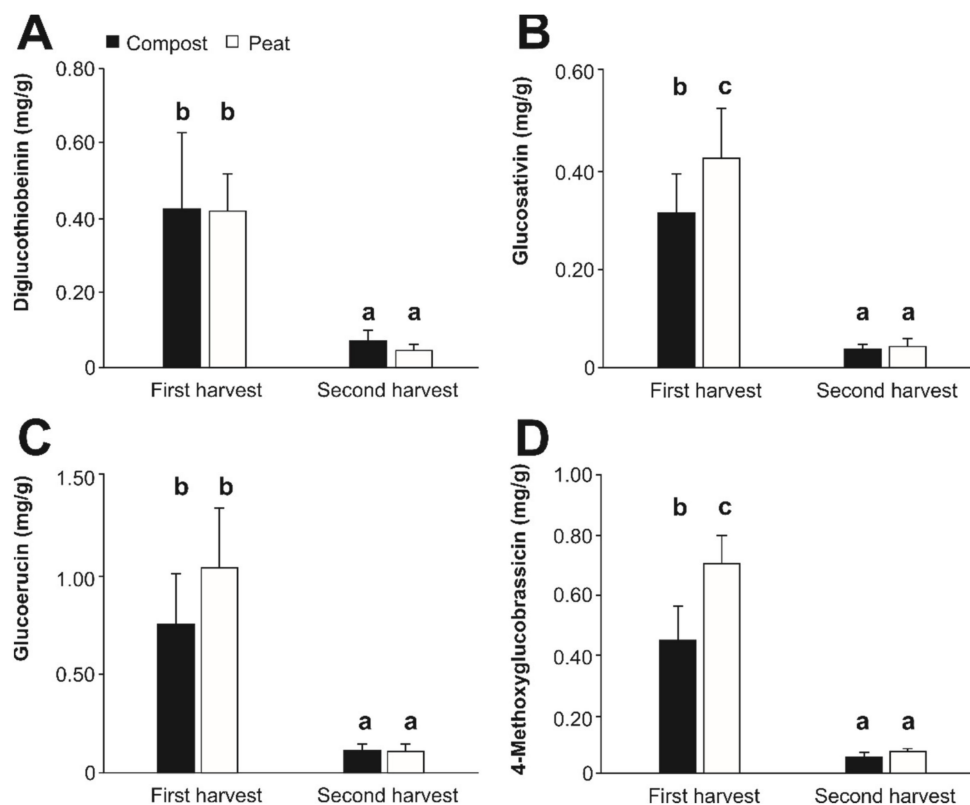 A
Compost Peat
Diglucothiobeinin (mg/g)
0.80
0.60
0.40
0.20
0
b b
a a
First harvest Second harvest
B
Glucosativin (mg/g)
0.60
0.40
0.20
0
b c
a a
First harvest Second harvest
C
Glucoerucin (mg/g)
1.50
1.00
0.50
0
b b
a a
First harvest Second harvest
D
4-Methoxyglucobrassicin (mg/g)
1.00
0.80
0.60
0.40
0.20
0
b c
a a
First harvest Second harvest